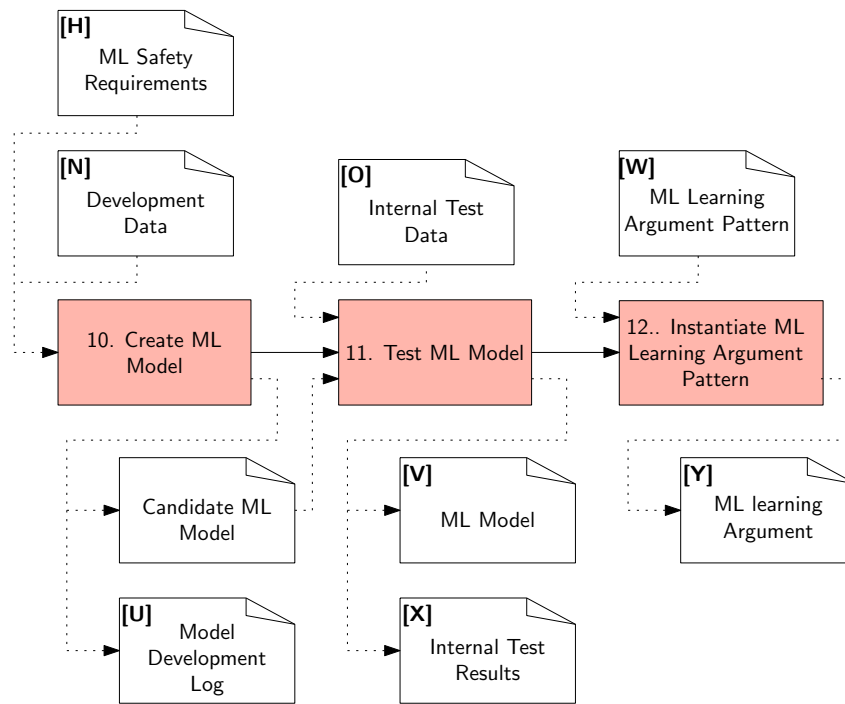 [H]
ML Safety
Requirements
[N]
Development
Data
[O]
Internal Test
Data
[W]
ML Learning
Argument Pattern
10. Create ML
Model
11. Test ML Model
12.. Instantiate ML
Learning Argument
Pattern
Candidate ML
Model
[V]
ML Model
[Y]
ML learning
Argument
[U]
Model
Development
Log
[X]
Internal Test
Results